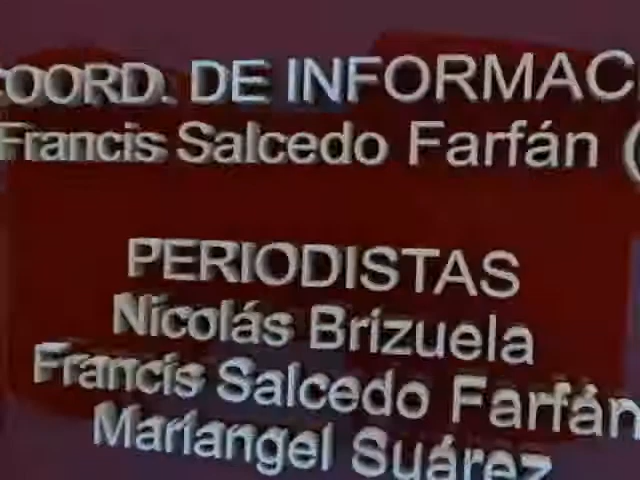 COORD. DE INFORMAC
Francis Salcedo Farfán (
PERIODISTAS
Nicolás Brizuela
Francis Salcedo Farfán
Mariangel Suárez